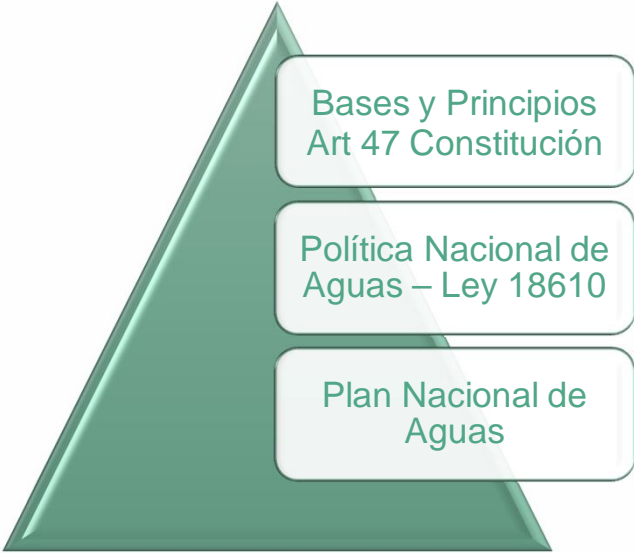 Bases y Principios
Art 47 Constitución
Política Nacional de
Aguas – Ley 18610
Plan Nacional de
Aguas